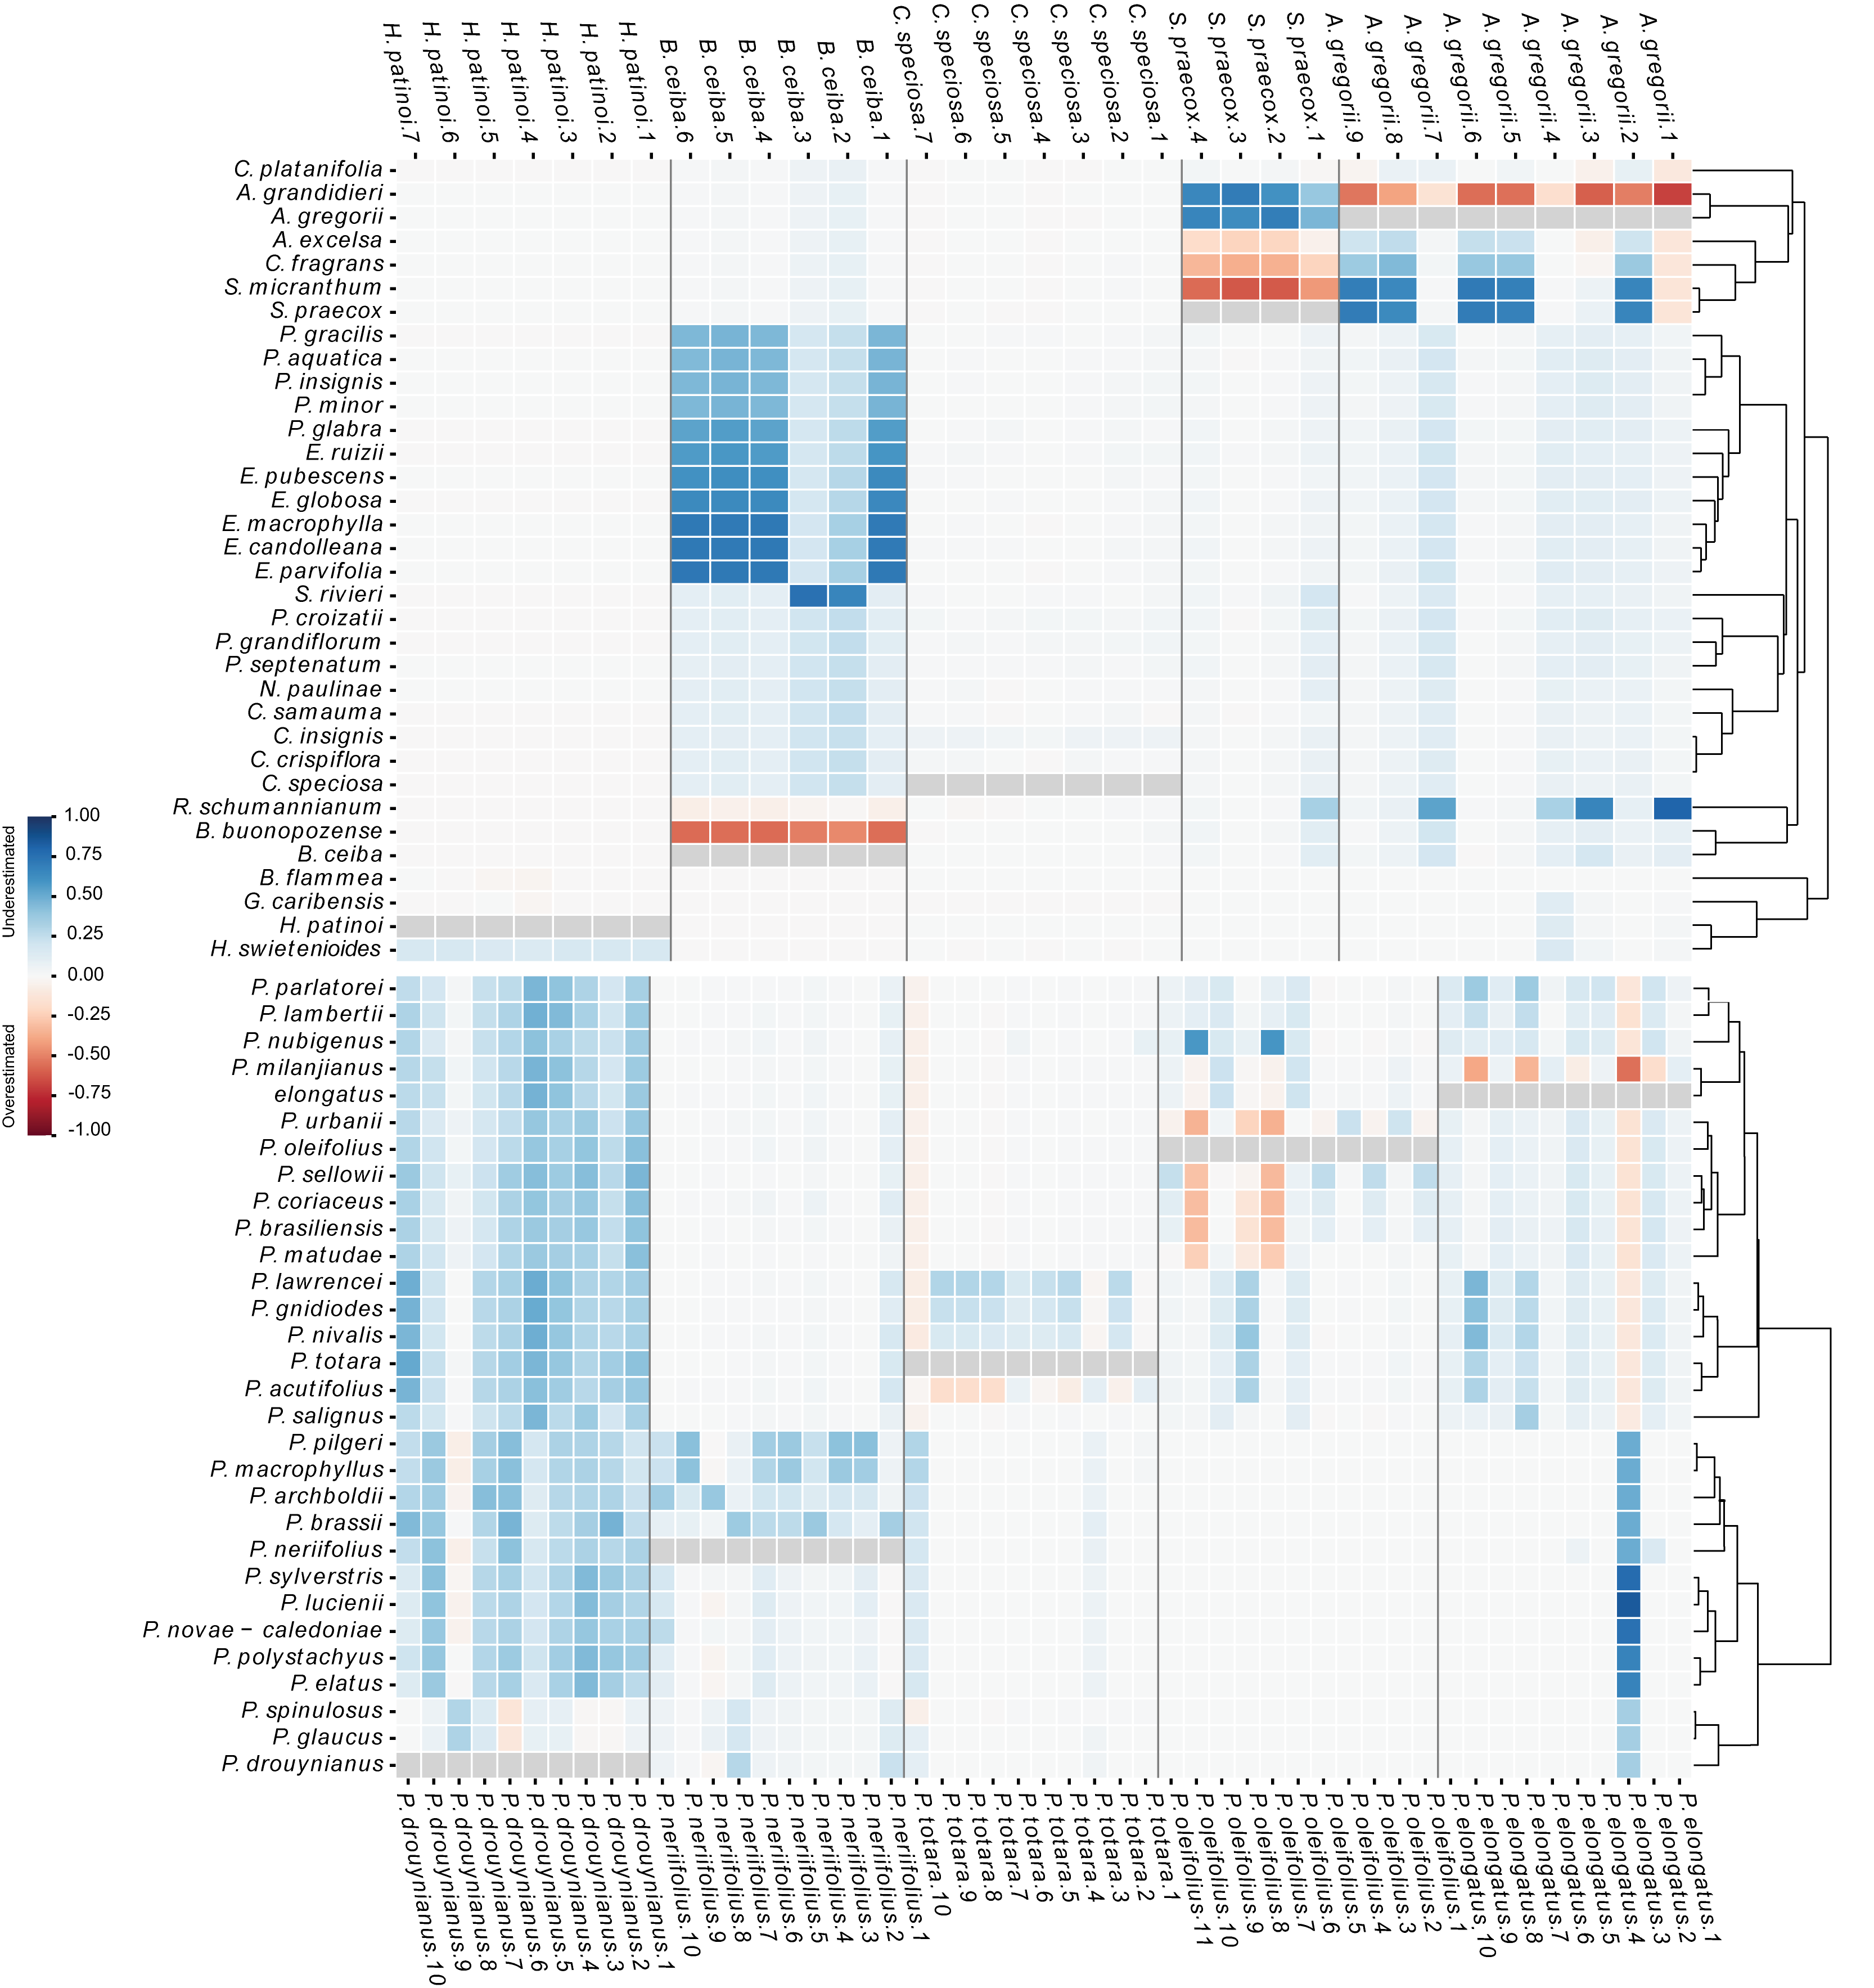 H. patinoi.7
H. patinoi.6
H. patinoi.5
H. patinoi.4
H. patinoi.3
H. patinoi.2
H. patinoi.1
B. ceiba.6
B. ceiba.5
B. ceiba.4
B. ceiba.3
B. ceiba.2
B. ceiba.1
C. speciosa.7
C. speciosa.6
C. speciosa.5
C. speciosa.4
C. speciosa.3
C. speciosa.2
C. speciosa.1
S. praecox.4
S. praecox.3
S. praecox.2
S. praecox.1
A. gregorii.9
A. gregorii.8
A. gregorii.7
A. gregorii.6
A. gregorii.5
A. gregorii.4
A. gregorii.3
A. gregorii.2
A. gregorii.1
C. platanifolia
A. grandidieri
A. gregorii
A. excelsa
C. fragrans
S. micranthum
S. praecox
P. gracilis
P. aquatica
P. insignis
P. minor
P. glabra
E. ruizii
E. pubescens
E. globosa
E. macrophylla
E. candolleana
E. parvifolia
S. rivieri
P. croizatii
P. grandiflorum
P. septenatum
N. paulinae
C. samauma
C. insignis
C. crispiflora
C. speciosa
R. schumannianum
B. buonopozense
B. ceiba
B. flammea
G. caribensis
H. patinoi
H. swietenioides
Underestimated
Overestimated
1.00
0.75
0.50
0.25
0.00
-0.25
-0.50
-0.75
-1.00
P. parlatorei
P. lambertii
P. nubigenus
P. milanjianus
elongatus
P. urbanii
P. oleifolius
P. sellowii
P. coriaceus
P. brasiliensis
P. matudae
P. lawrencei
P. gnidiodes
P. nivalis
P. totara
P. acutifolius
P. salignus
P. pilgeri
P. macrophyllus
P. archboldii
P. brassii
P. neriifolius
P. sylverstris
P. lucienii
P. novae − caledoniae
P. polystachyus
P. elatus
P. spinulosus
P. glaucus
P. drouynianus
P. drouynianus.10
P. drouynianus.9
P. drouynianus.8
P. drouynianus.7
P. drouynianus.6
P. drouynianus.5
P. drouynianus.4
P. drouynianus.3
P. drouynianus.2
P. drouynianus.1
P. neriifolius.10
P. neriifolius.9
P. neriifolius.8
P. neriifolius.7
P. neriifolius.6
P. neriifolius.5
P. neriifolius.4
P. neriifolius.3
P. neriifolius.2
P. neriifolius.1
P. totara.10
P. totara.9
P. totara.8
P. totara.7
P. totara.6
P. totara.5
P. totara.4
P. totara.3
P. totara.2
P. totara.1
P. oleifolius.11
P. oleifolius.10
P. oleifolius.9
P. oleifolius.8
P. oleifolius.7
P. oleifolius.6
P. oleifolius.5
P. oleifolius.4
P. oleifolius.3
P. oleifolius.2
P. oleifolius.1
P. elongatus.10
P. elongatus.9
P. elongatus.8
P. elongatus.7
P. elongatus.6
P. elongatus.5
P. elongatus.4
P. elongatus.3
P. elongatus.2
P. elongatus.1